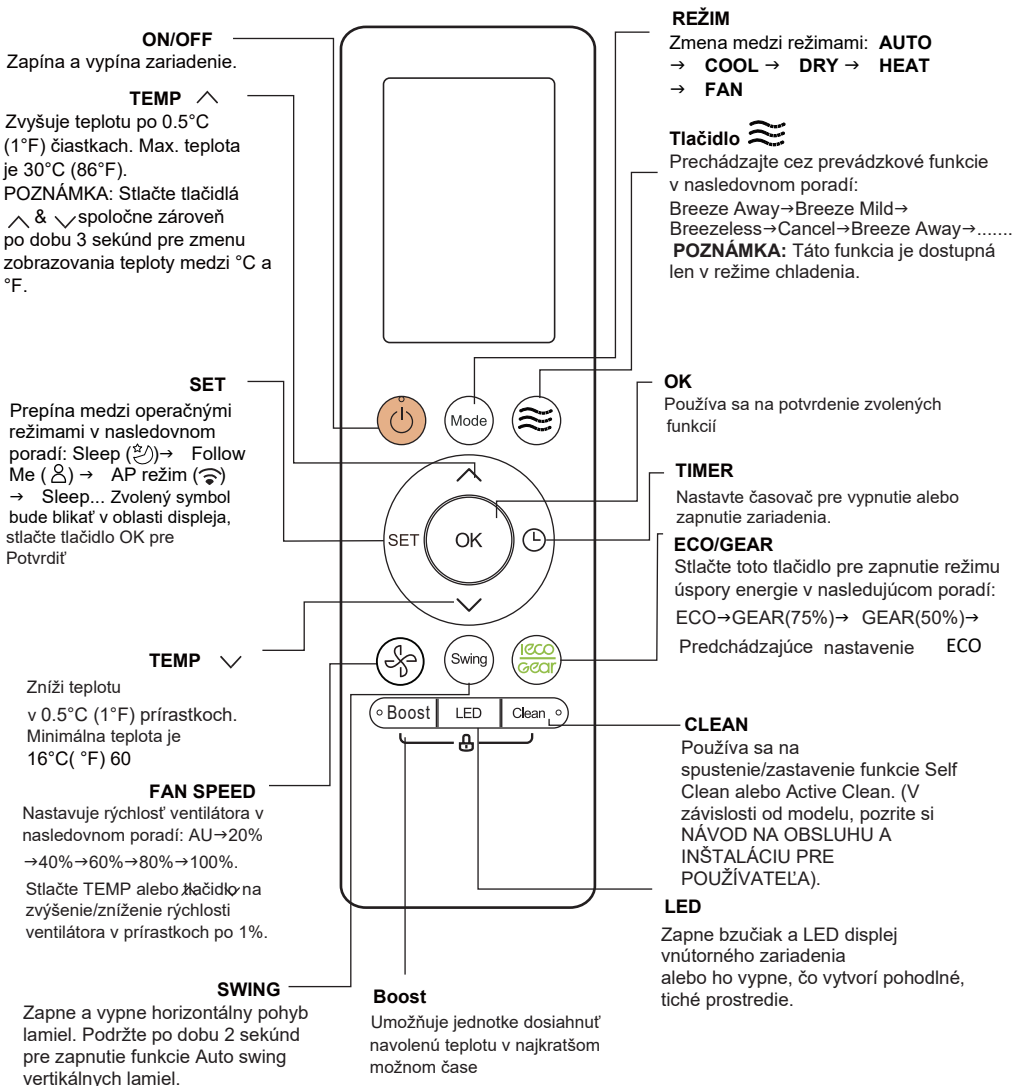 ON/OFF
Zapína a vypína zariadenie.
TEMP
Zvyšuje teplotu po 0.5°C
(1°F) čiastkach. Max. teplota
je 30°C (86°F).
POZNÁMKA: Stlačte tlačidlá
& spoločne zároveň
po dobu 3 sekúnd pre zmenu
zobrazovania teploty medzi °C a
°F.
SET
Prepína medzi operačnými
režimami v nasledovnom
poradí: Sleep ( )→ Follow
Me ( ) → AP režim ( )
→ Sleep... Zvolený symbol
bude blikať v oblasti displeja,
stlačte tlačidlo OK pre
Potvrdiť
TEMP
Zníži teplotu
v 0.5°C (1°F) prírastkoch.
Minimálna teplota je
16°C( °F) 60
FAN SPEED
Nastavuje rýchlosť ventilátora v
nasledovnom poradí: AU→20%
→40%→60%→80%→100%.
Stlačte TEMP alebo tlačidlo na
zvýšenie/zníženie rýchlosti
ventilátora v prírastkoch po 1%.
SWING
Zapne a vypne horizontálny pohyb
lamiel. Podržte po dobu 2 sekúnd
pre zapnutie funkcie Auto swing
vertikálnych lamiel.
Mode
SET
OK
Swing
ieco
Gear
Boost
LED
Clean
Boost
Umožňuje jednotke dosiahnuť
navolenú teplotu v najkratšom
možnom čase
REŽIM
Zmena medzi režimami: AUTO
→ COOL → DRY → HEAT
→ FAN
Tlačidlo
Prechádzajte cez prevádzkové funkcie
v nasledovnom poradí:
Breeze Away→Breeze Mild→
Breezeless→Cancel→Breeze Away→.......
POZNÁMKA: Táto funkcia je dostupná
len v režime chladenia.
OK
Používa sa na potvrdenie zvolených
funkcií
TIMER
Nastavte časovač pre vypnutie alebo
zapnutie zariadenia.
ECO/GEAR
Stlačte toto tlačidlo pre zapnutie režimu
úspory energie v nasledujúcom poradí:
ECO→GEAR(75%)→ GEAR(50%)→
Predchádzajúce nastavenie ECO
CLEAN
Používa sa na
spustenie/zastavenie funkcie Self
Clean alebo Active Clean. (V
závislosti od modelu, pozrite si
NÁVOD NA OBSLUHU A
INŠTALÁCIU PRE
POUŽÍVATEĽA).
LED
Zapne bzučiak a LED displej
vnútorného zariadenia
alebo ho vypne, čo vytvorí pohodlné,
tiché prostredie.